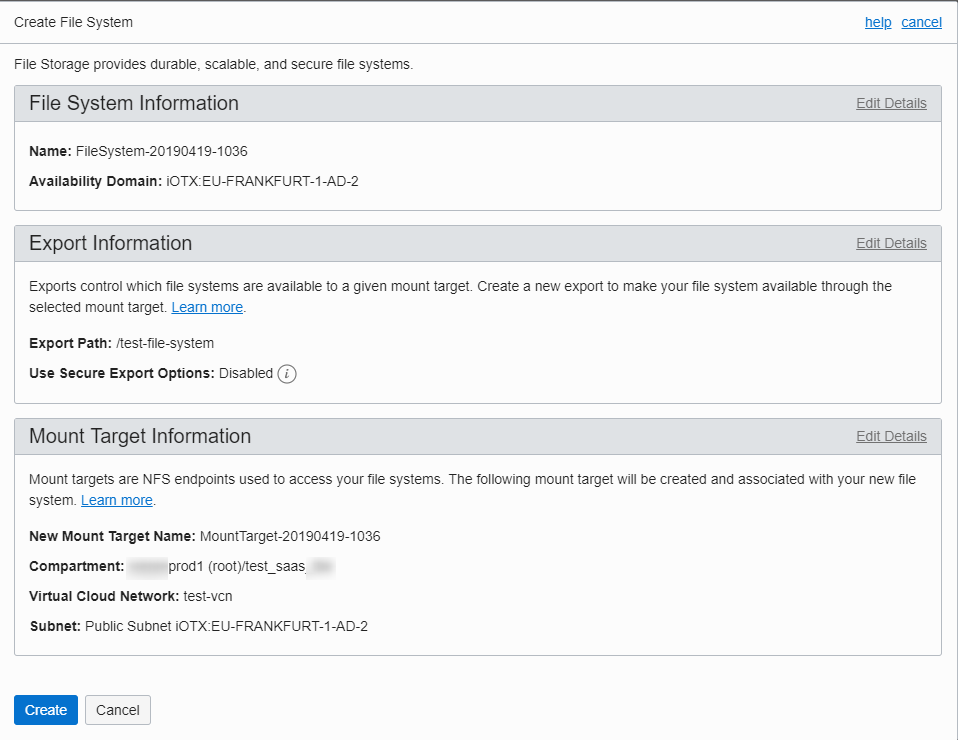 Create File System
help cancel
File Storage provides durable, scalable, and secure file systems.
File System Information
Edit Details
Name: FileSystem-20190419-1036
Availability Domain: iOTX:EU-FRANKFURT-1-AD-2
Export Information
Edit Details
Exports control which file systems are available to a given mount target. Create a new export to make your file system available through the
selected mount target. Learn more.
Export Path: /test-file-system
Use Secure Export Options: Disabled i
Mount Target Information
Edit Details
Mount targets are NFS endpoints used to access your file systems. The following mount target will be created and associated with your new file
system. Learn more.
New Mount Target Name: MountTarget-20190419-1036
Compartment: prod1 (root)/test_saas_
Virtual Cloud Network: test-vcn
Subnet: Public Subnet iOTX:EU-FRANKFURT-1-AD-2
Create Cancel